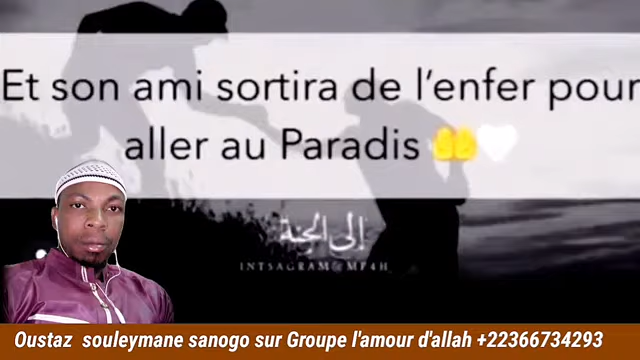 Et son ami sortira de l’enfer pour
aller au Paradis 🤲🤍
إلى الجنة
INTSAGRAM@MF4H
Oustaz souleymane sanogo sur Groupe l'amour d'allah +22366734293